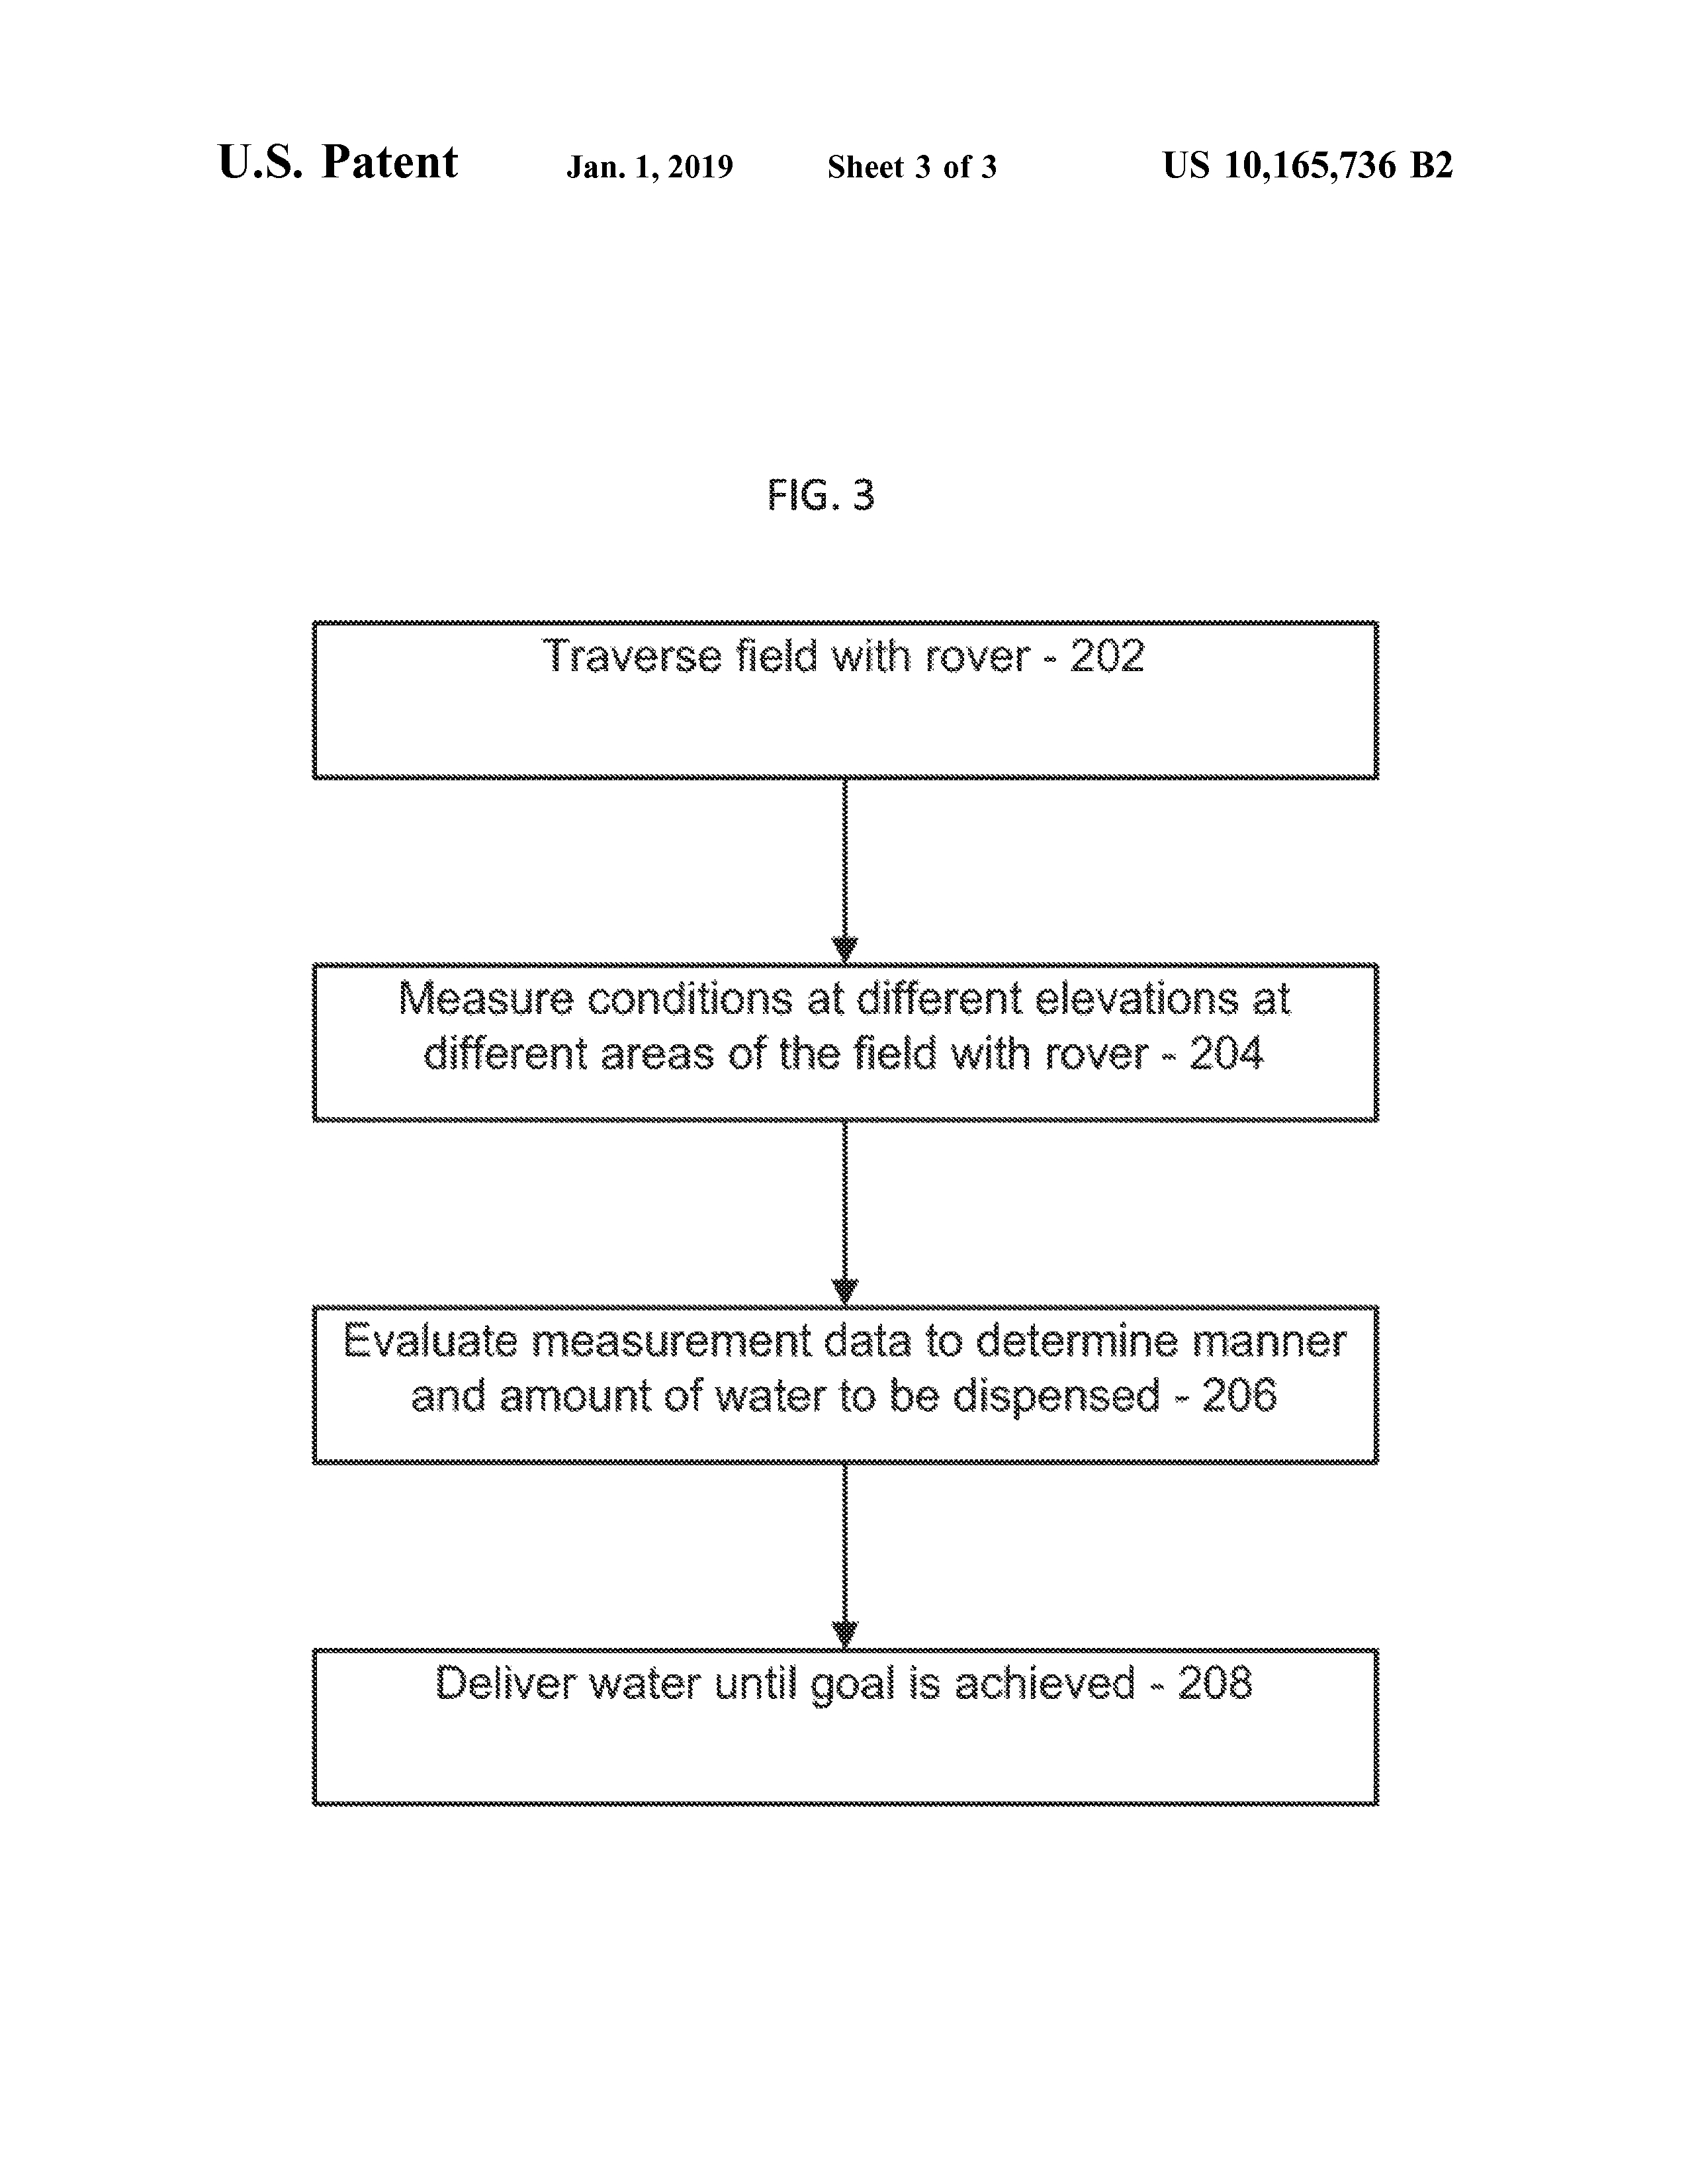 U.S. Patent Jan. 1, 2019 Sheet 3 of 3 US 10,165,736 B2
FIG. 3
Traverse field with rover - 202
Measure conditions at different elevations at
different areas of the field with rover - 204
Evaluate measurement data to determine manner
and amount of water to be dispensed - 206
Deliver water until goal is achieved - 208